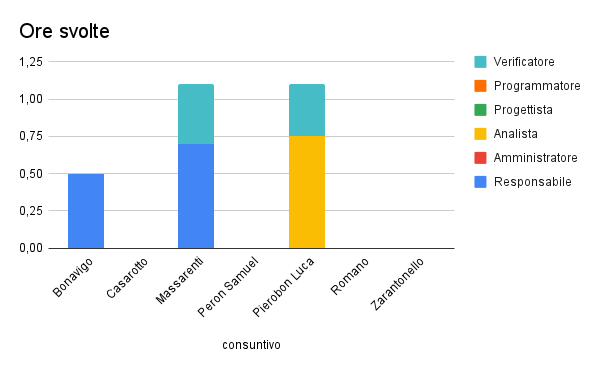 Ore svolte
1,25
1,00
0,75
0,50
0,25
0,00
Bonavigo
Casarotto
Massarenti
Peron Samuel
Pierobon Luca
Romano
Zarantonello
consuntivo
Verificatore
Programmatore
Progettista
Analista
Amministratore
Responsabile